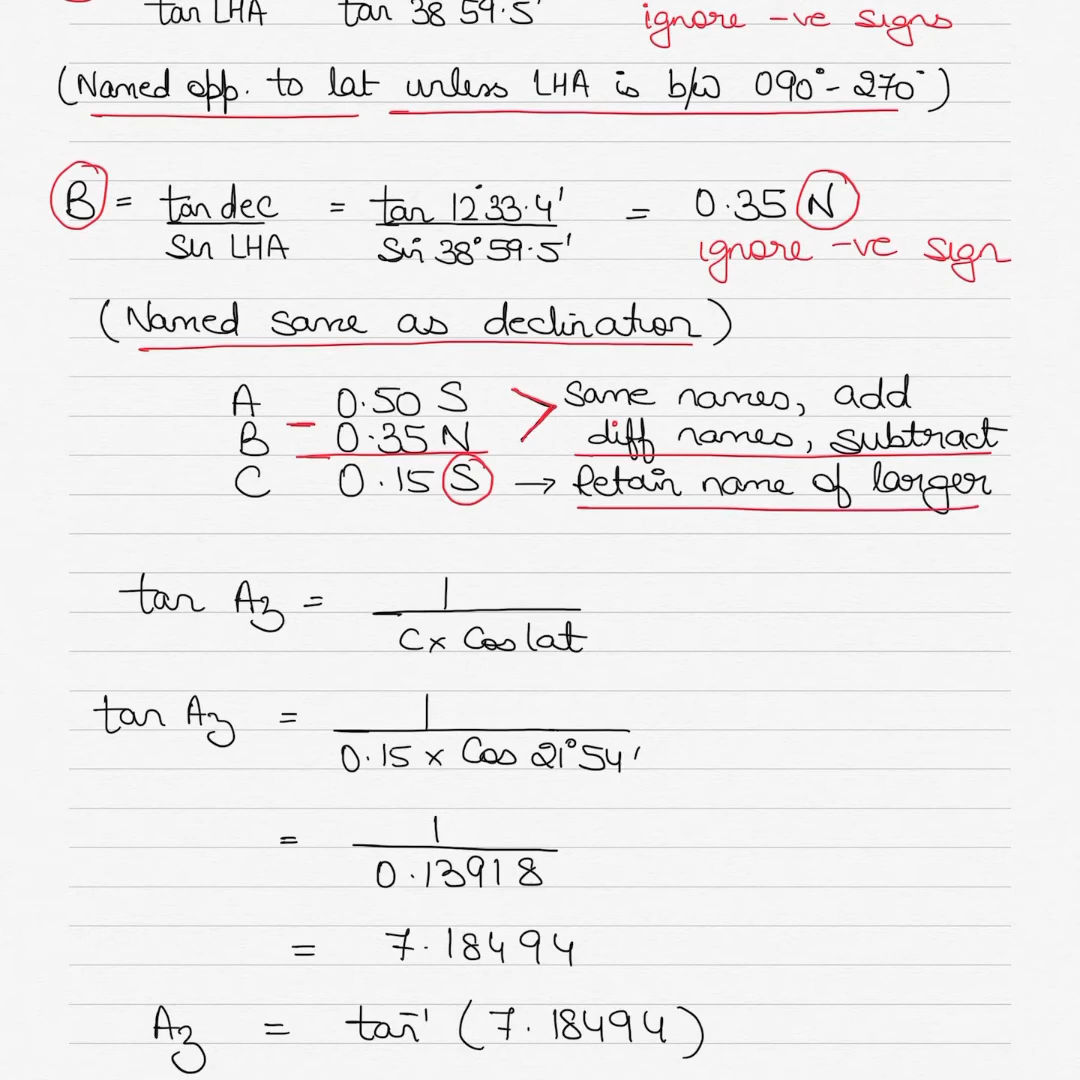 tan LHA tan 38 59.5' ignore -ve signs
(Named opp. to lat unless LHA is b/w 090° - 270°)
B = tan dec / sin LHA = tan 12°33.4' / sin 38°59.5' = 0.35 N
ignore -ve sign
(Named same as declination)
A 0.50 S > Same names, add
B - 0.35 N diff names, subtract
C 0.15 S → Retain name of larger
tan Az = 1 / C x Cos lat
tan Az = 1 / 0.15 x Cos 21°54'
= 1 / 0.13918
= 7.18494
Az = tan⁻¹ (7.18494)